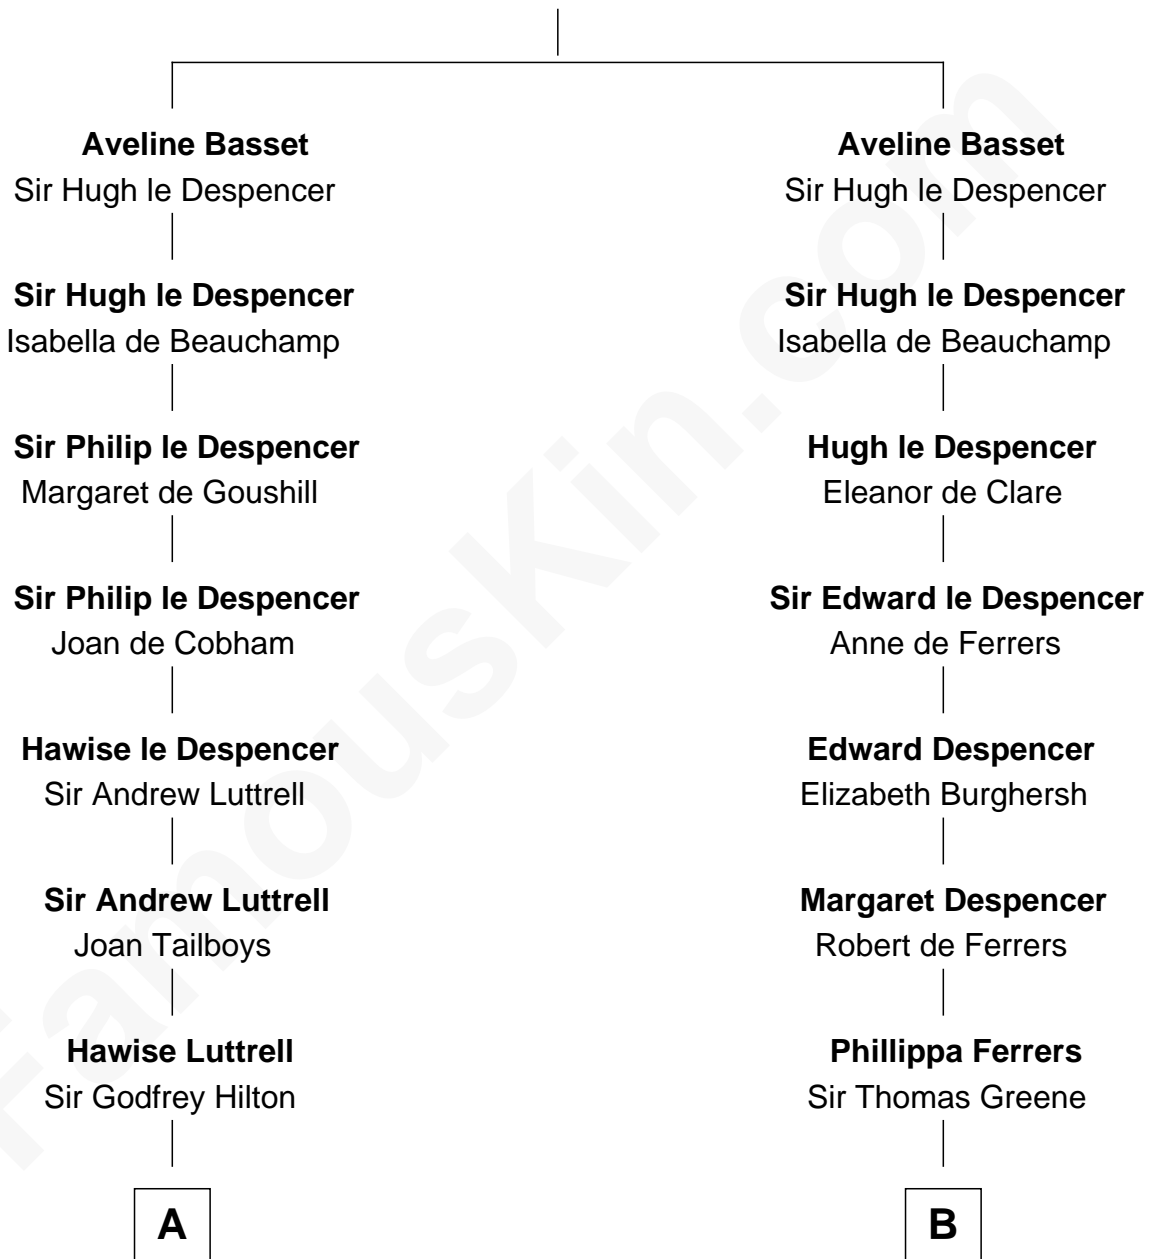 Aveline Basset
Sir Hugh le Despencer
Sir Hugh le Despencer
Isabella de Beauchamp
Sir Philip le Despencer
Margaret de Goushill
Sir Philip le Despencer
Joan de Cobham
Hawise le Despencer
Sir Andrew Luttrell
Sir Andrew Luttrell
Joan Tailboys
Hawise Luttrell
Sir Godfrey Hilton
A
Aveline Basset
Sir Hugh le Despencer
Sir Hugh le Despencer
Isabella de Beauchamp
Hugh le Despencer
Eleanor de Clare
Sir Edward le Despencer
Anne de Ferrers
Edward Despencer
Elizabeth Burghersh
Margaret Despencer
Robert de Ferrers
Phillippa Ferrers
Sir Thomas Greene
B
FamousKin.com